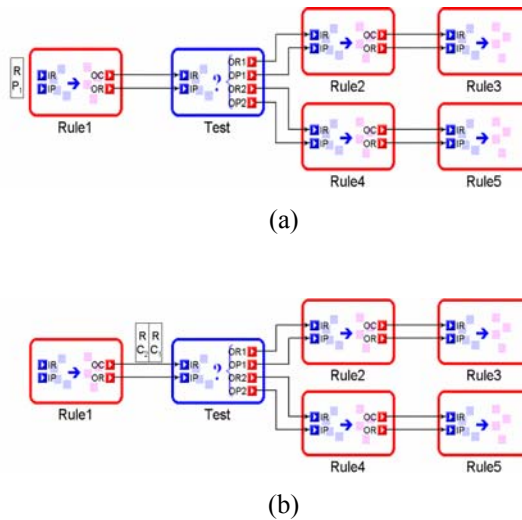 IR OC IR OR1 IR OC IR
R
P1 IP OR IP ? OP1 IP OR IP
OR2
OP2
Rule1 Test Rule2 Rule3
IR OC IR
IP OR IP
Rule4 Rule5
(a)
R R
C C
IR OC IR OR1 IR OC IR
IP OR IP ? OP1 IP OR IP
OR2
OP2
Rule1 Test Rule2 Rule3
IR OC IR
IP OR IP
Rule4 Rule5
(b)